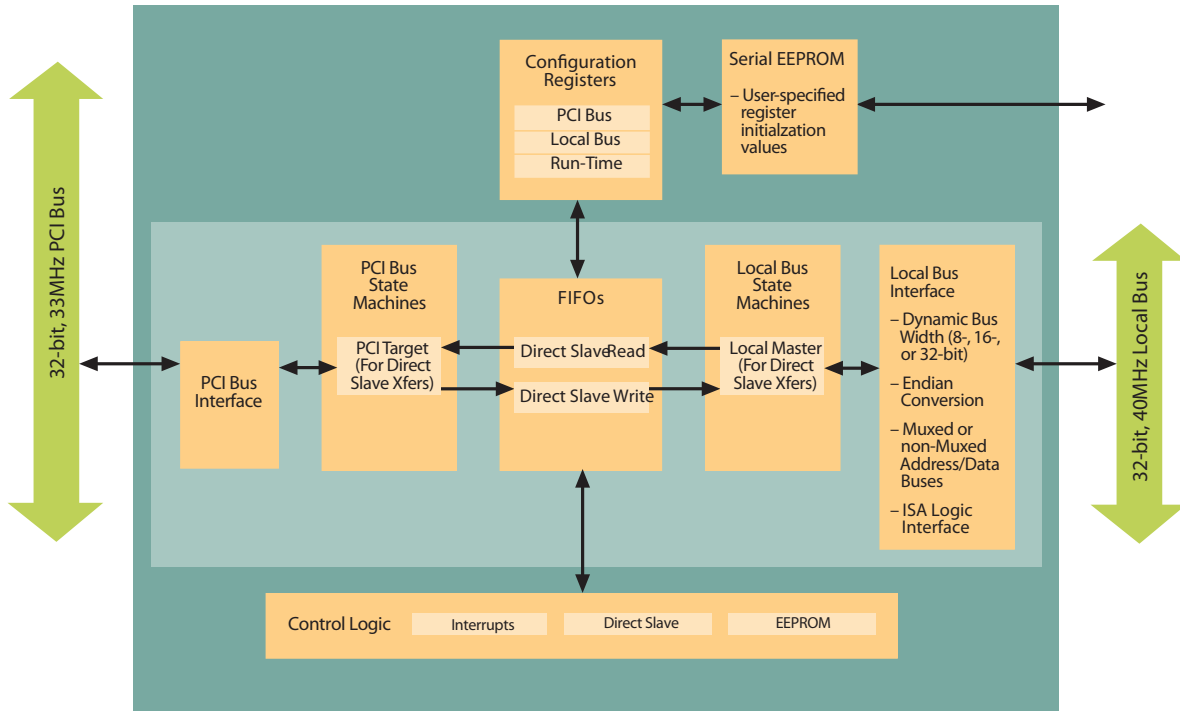 Configuration
Registers
PCI Bus
Local Bus
Run-Time
Serial EEPROM
– User-specified
register
initialzation
values
32-bit, 33MHz PCI Bus
PCI Bus
Interface
PCI Bus
State
Machines
PCI Target
(For Direct
Slave Xfers)
FIFOs
Direct Slave Read
Direct Slave Write
Local Bus
State
Machines
Local Master
(For Direct
Slave Xfers)
Local Bus
Interface
– Dynamic Bus
Width (8-, 16-,
or 32-bit)
– Endian
Conversion
– Muxed or
non-Muxed
Address/Data
Buses
– ISA Logic
Interface
32-bit, 40MHz Local Bus
Control Logic
Interrupts
Direct Slave
EEPROM